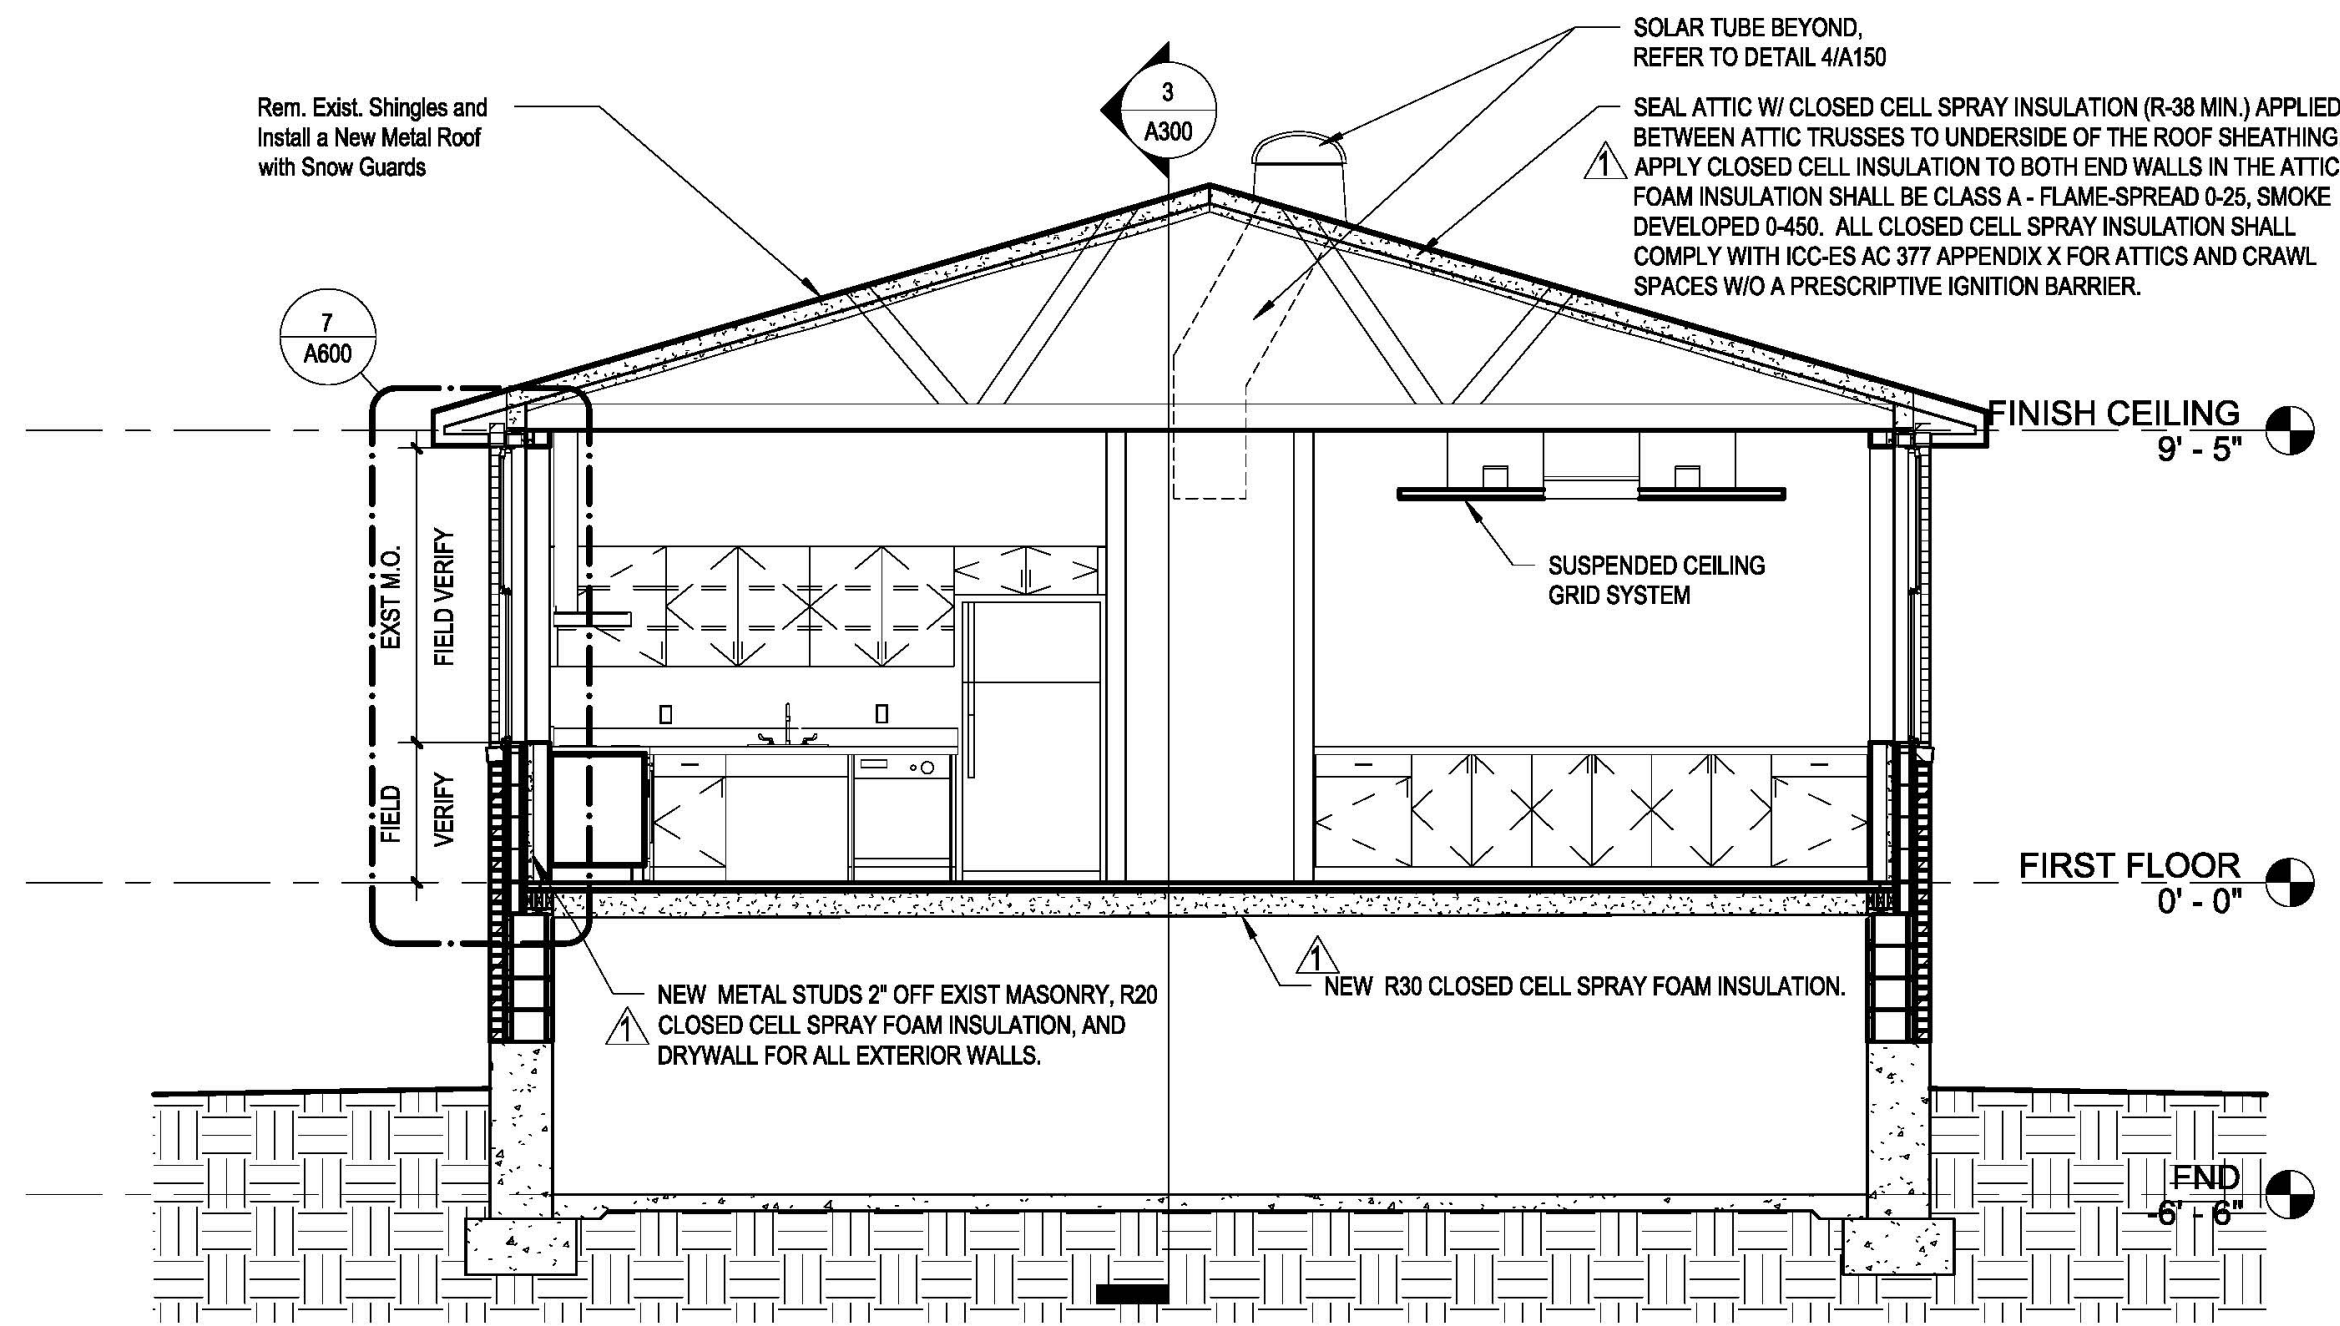 SOLAR TUBE BEYOND,
REFER TO DETAIL 4/A150
3
A300
Rem. Exist. Shingles and
Install a New Metal Roof
with Snow Guards
SEAL ATTIC W/ CLOSED CELL SPRAY INSULATION (R-38 MIN.) APPLIED
BETWEEN ATTIC TRUSSES TO UNDERSIDE OF THE ROOF SHEATHING
1
APPLY CLOSED CELL INSULATION TO BOTH END WALLS IN THE ATTIC
FOAM INSULATION SHALL BE CLASS A - FLAME-SPREAD 0-25, SMOKE
DEVELOPED 0-450. ALL CLOSED CELL SPRAY INSULATION SHALL
COMPLY WITH ICC-ES AC 377 APPENDIX X FOR ATTICS AND CRAWL
SPACES W/O A PRESCRIPTIVE IGNITION BARRIER.
7
A600
FINISH CEILING
9' - 5"
EXST M.O.
FIELD VERIFY
SUSPENDED CEILING
GRID SYSTEM
FIELD
VERIFY
FIRST FLOOR
0' - 0"
NEW METAL STUDS 2" OFF EXIST MASONRY, R20
1
CLOSED CELL SPRAY FOAM INSULATION, AND
DRYWALL FOR ALL EXTERIOR WALLS.
1
NEW R30 CLOSED CELL SPRAY FOAM INSULATION.
FND
-6' - 6"